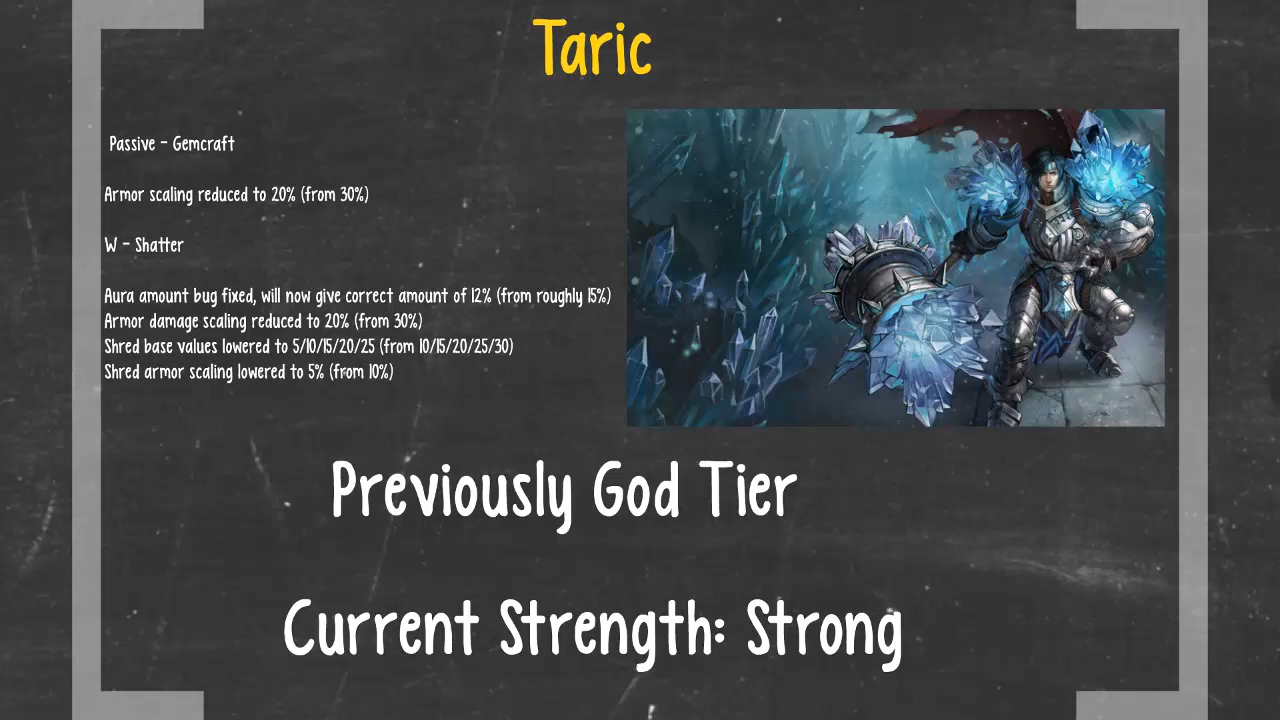 Taric
Passive - Gemcraft
Armor scaling reduced to 20% (from 30%)
W - Shatter
Aura amount bug fixed, will now give correct amount of 12% (from roughly 15%)
Armor damage scaling reduced to 20% (from 30%)
Shred base values lowered to 5/10/15/20/25 (from 10/15/20/25/30)
Shred armor scaling lowered to 5% (from 10%)
Previously God Tier
Current Strength: Strong